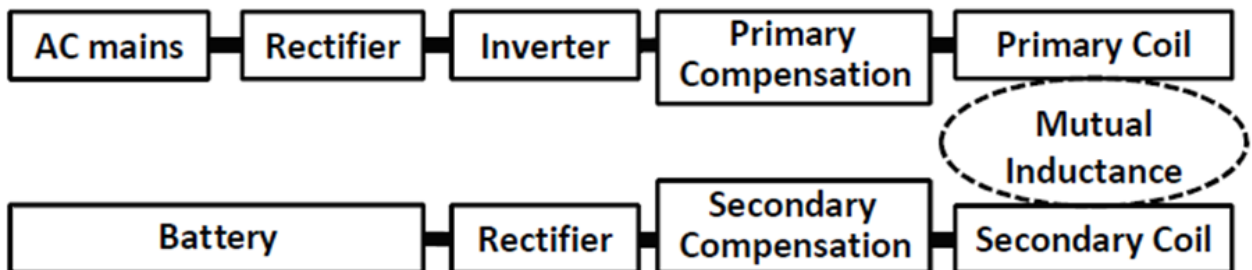 AC mains
Rectifier
Inverter
Primary
Compensation
Primary Coil
Mutual
Inductance
Battery
Rectifier
Secondary
Compensation
Secondary Coil